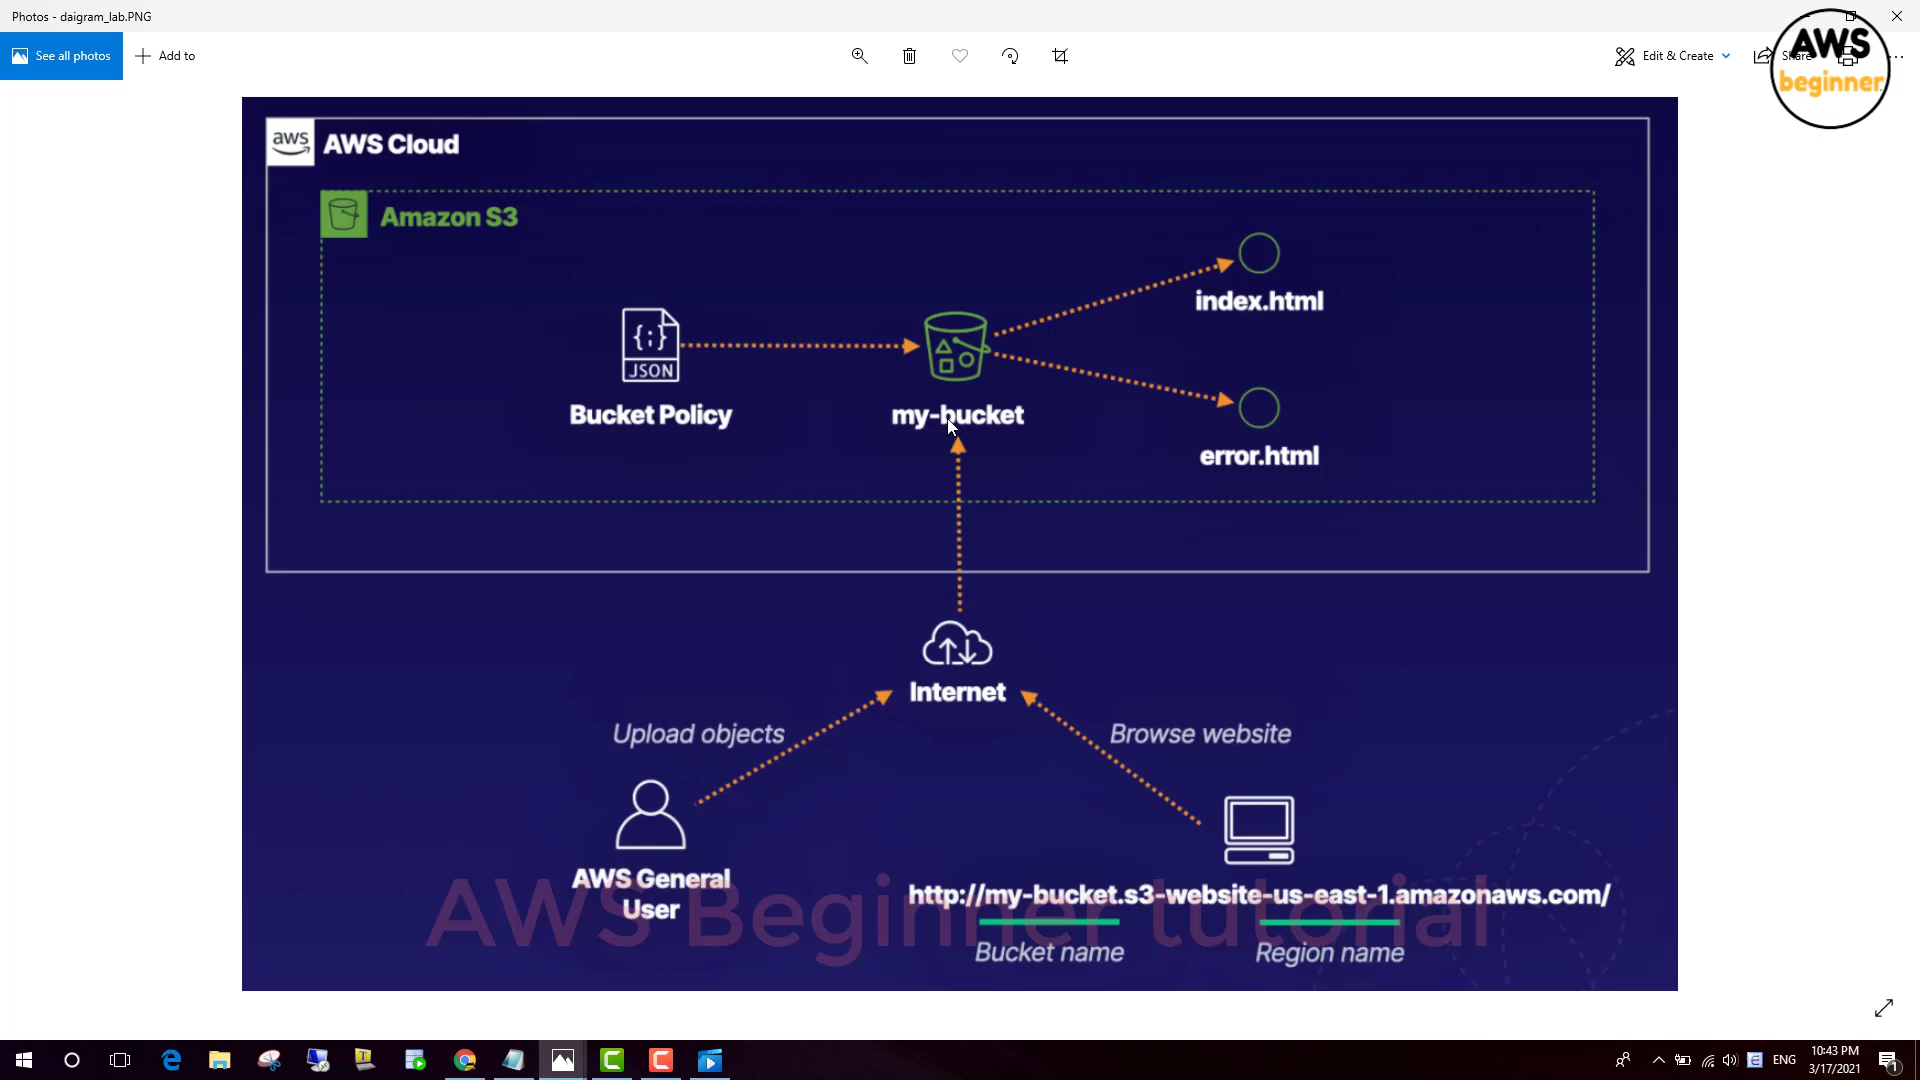 Photos - daigram_lab.PNG
See all photos
Add to
Edit & Create
Share
AWS
beginner
aws
AWS Cloud
Amazon S3
index.html
{;}
JSON
Bucket Policy
my-bucket
error.html
Internet
Upload objects
Browse website
AWS General
User
http://my-bucket.s3-website-us-east-1.amazonaws.com/
Bucket name
Region name
AWS Beginner tutorial
ENG
10:43 PM
3/17/2021
1